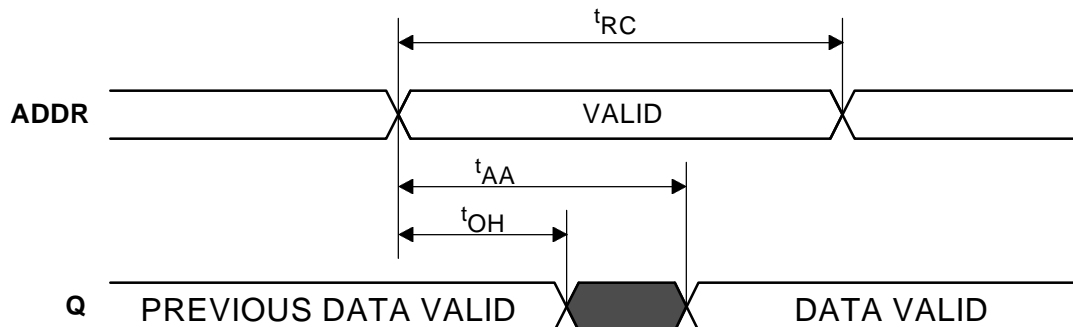 tRC
ADDR VALID
tAA
tOH
Q PREVIOUS DATA VALID DATA VALID